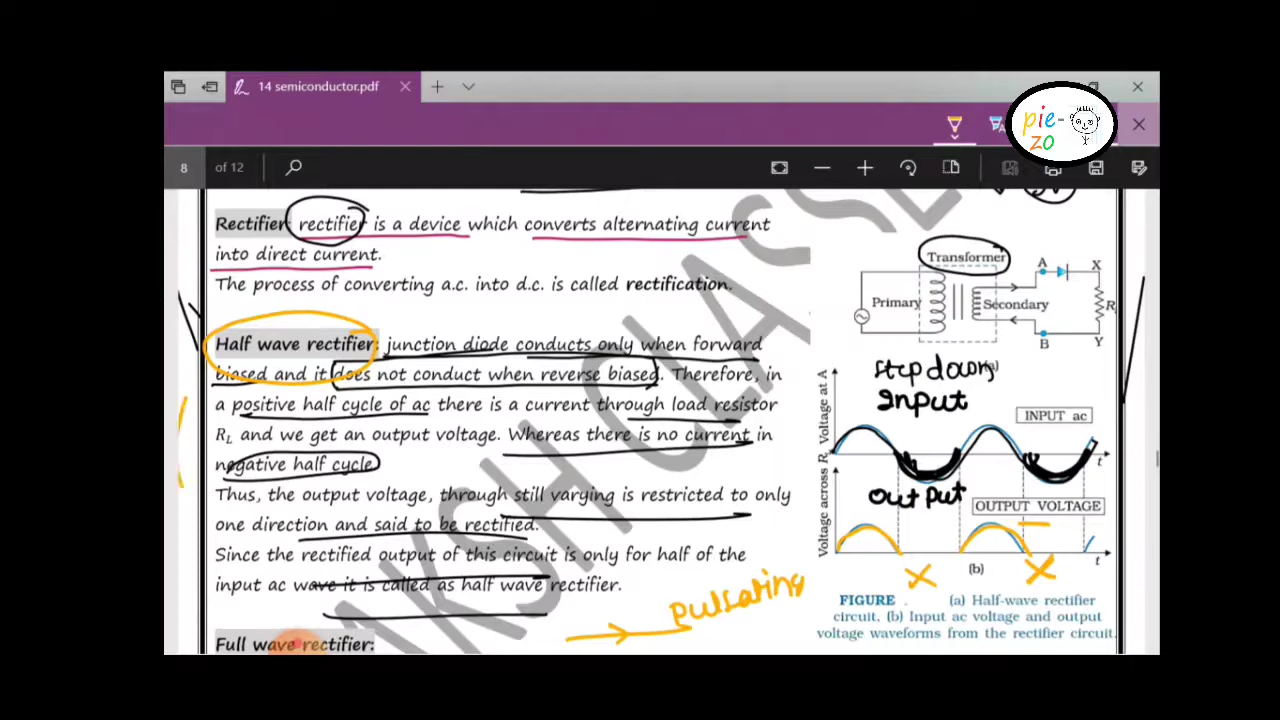 14 semiconductor.pdf
pie-
zo
8 of 12
Rectifier: rectifier is a device which converts alternating current
into direct current.
The process of converting a.c. into d.c. is called rectification.
Half wave rectifier: junction diode conducts only when forward
biased and it does not conduct when reverse biased. Therefore, in
a positive half cycle of ac there is a current through load resistor
RL and we get an output voltage. Whereas there is no current in
negative half cycle.
Thus, the output voltage, through still varying is restricted to only
one direction and said to be rectified.
Since the rectified output of this circuit is only for half of the
input ac wave it is called as half wave rectifier.
pulsating
Full wave rectifier:
AKSH CLASSE
Transformer
A
X
Primary
Secondary
R
B
Y
(a)
Step down
Input
Voltage at A
INPUT ac
t
Output
Voltage across R
OUTPUT VOLTAGE
t
X
X
(b)
FIGURE . (a) Half-wave rectifier
circuit, (b) Input ac voltage and output
voltage waveforms from the rectifier circuit.